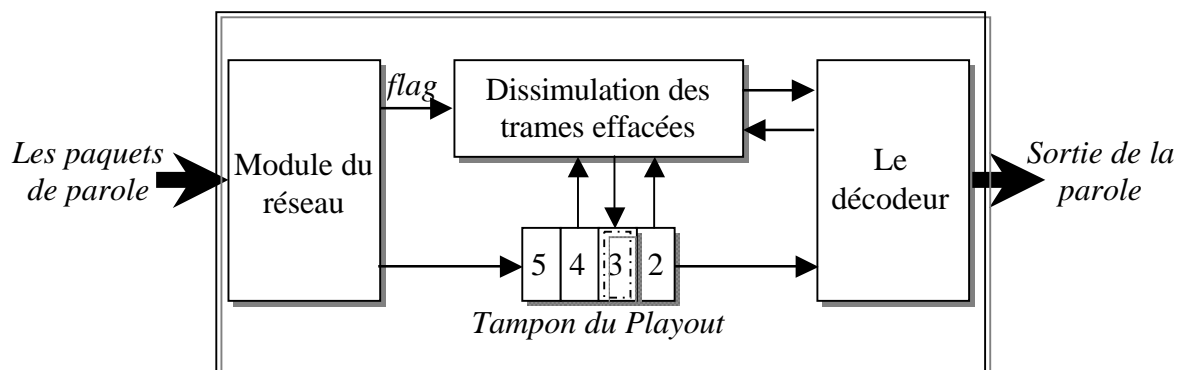 Les paquets
de parole
Module du
réseau
flag
Dissimulation des
trames effacées
5 4 3 2
Tampon du Playout
Le
décodeur
Sortie de la
parole